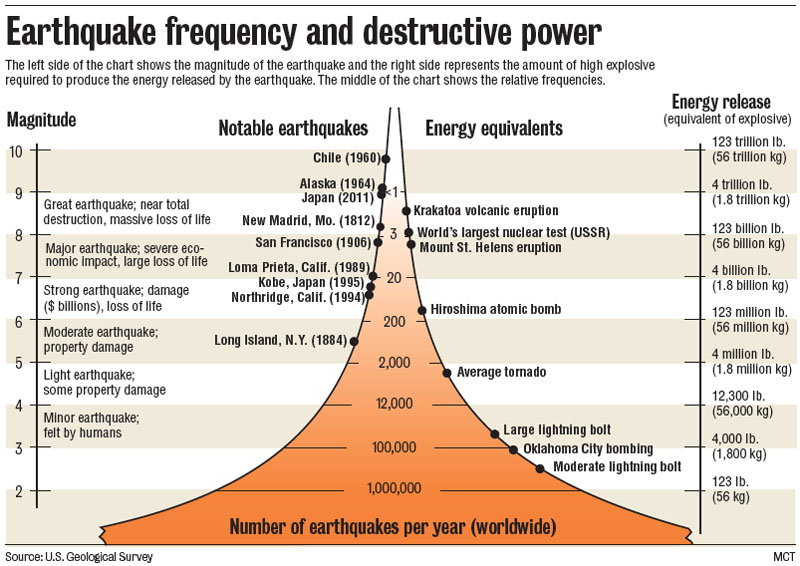 Earthquake frequency and destructive power
The left side of the chart shows the magnitude of the earthquake and the right side represents the amount of high explosive
required to produce the energy released by the earthquake. The middle of the chart shows the relative frequencies.
Magnitude
Notable earthquakes
Energy equivalents
Energy release
(equivalent of explosive)
10
9
8
7
6
5
4
3
2
Great earthquake; near total
destruction, massive loss of life
Major earthquake; severe eco-
nomic impact, large loss of life
Strong earthquake; damage
($ billions), loss of life
Moderate earthquake;
property damage
Light earthquake;
some property damage
Minor earthquake;
felt by humans
Chile (1960)
Alaska (1964)
Japan (2011)
New Madrid, Mo. (1812)
San Francisco (1906)
Loma Prieta, Calif. (1989)
Kobe, Japan (1995)
Northridge, Calif. (1994)
Long Island, N.Y. (1884)
<1
3
20
200
2,000
12,000
100,000
1,000,000
Krakatoa volcanic eruption
World's largest nuclear test (USSR)
Mount St. Helens eruption
Hiroshima atomic bomb
Average tornado
Large lightning bolt
Oklahoma City bombing
Moderate lightning bolt
123 trillion lb.
(56 trillion kg)
4 trillion lb.
(1.8 trillion kg)
123 billion lb.
(56 billion kg)
4 billion lb.
(1.8 billion kg)
123 million lb.
(56 million kg)
4 million lb.
(1.8 million kg)
12,300 lb.
(56,000 kg)
4,000 lb.
(1,800 kg)
123 lb.
(56 kg)
Number of earthquakes per year (worldwide)
Source: U.S. Geological Survey
MCT